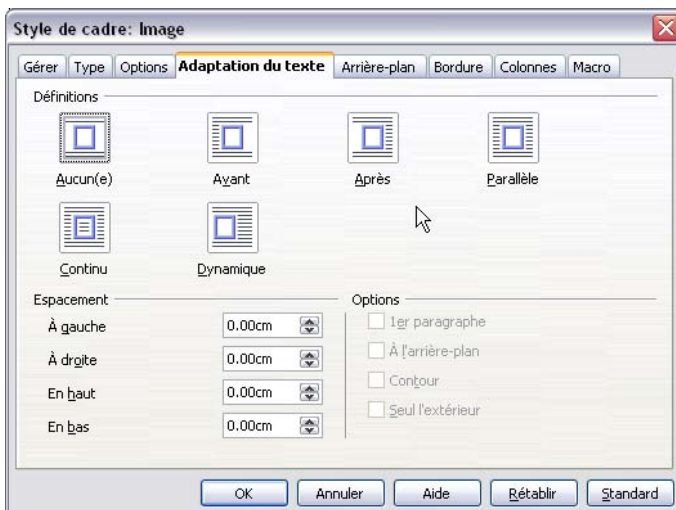 Style de cadre: Image
Gérer Type Options Adaptation du texte Arrière-plan Bordure Colonnes Macro
Définitions
Aucun(e) Avant Après Parallèle
Continu Dynamique
Espacement Options
À gauche 0.00cm 1er paragraphe
À droite 0.00cm À l'arrière-plan
En haut 0.00cm Contour
En bas 0.00cm Seul l'extérieur
OK Annuler Aide Rétablir Standard